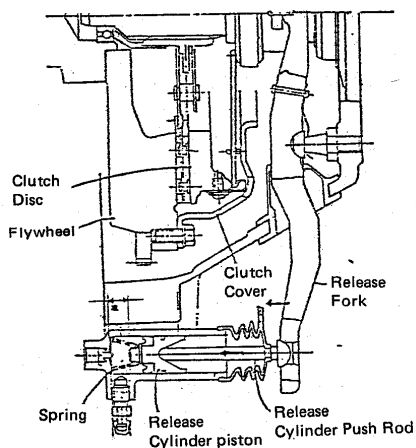 Clutch
Disc
Flywheel
Clutch
Cover
Release
Fork
Spring
Release
Cylinder piston
Release
Cylinder Push Rod